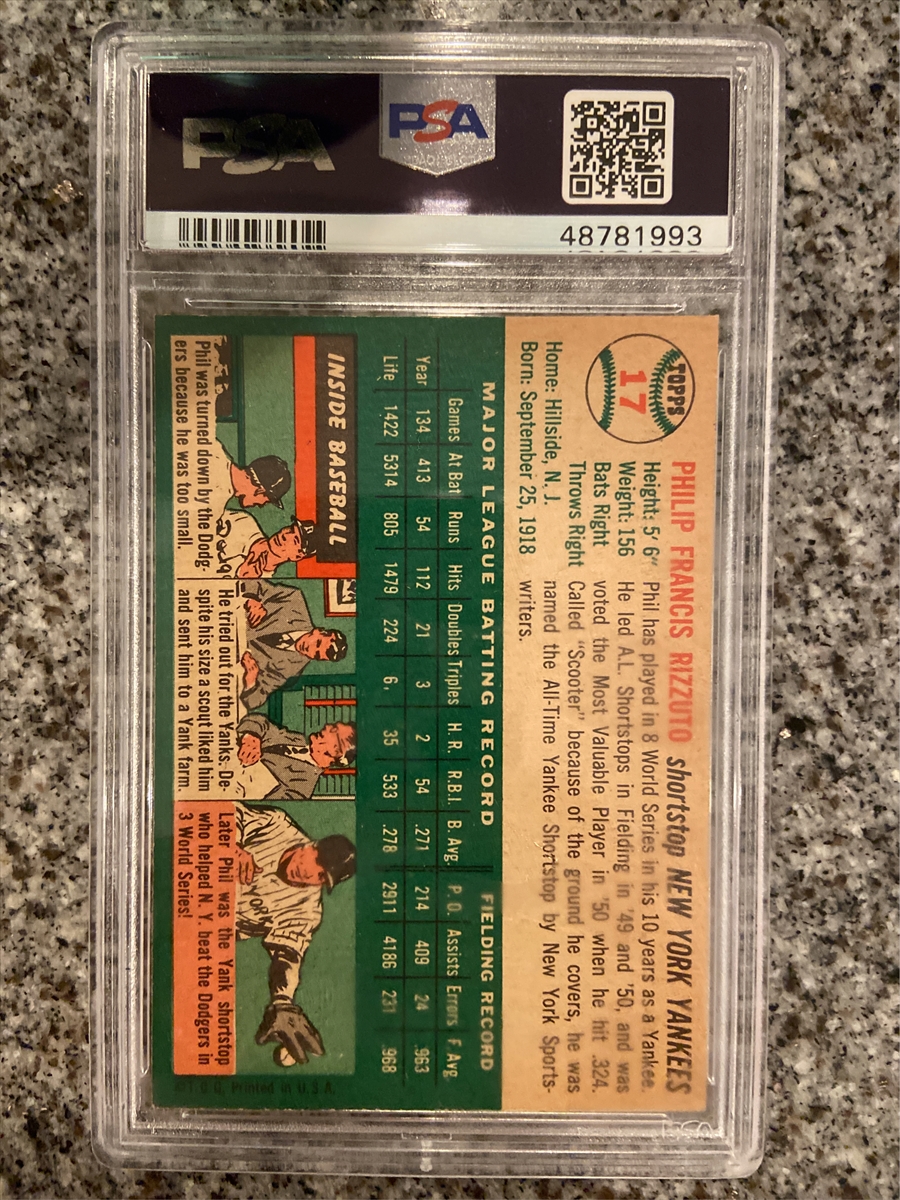 PSA
PSA
48781993
TOPPS
17
PHILIP FRANCIS RIZZUTO shortstop NEW YORK YANKEES
Height: 5' 6"
Weight: 156
Bats Right
Throws Right
Home: Hillside, N. J.
Born: September 25, 1918
Phil has played in 8 World Series in his 10 years as a Yankee.
He led A.L. Shortstops in Fielding in '49 and '50, and was
voted the Most Valuable Player in '50 when he hit .324.
Called "Scooter" because of the ground he covers, he was
named the All-Time Yankee Shortstop by New York Sports-
writers.
MAJOR LEAGUE BATTING RECORD FIELDING RECORD
Games At Bat Runs Hits Doubles Triples H. R. R.B.I. B. Avg. P. O. Assists Errors F. Avg
Year 134 413 54 112 21 3 2 54 .271 214 409 24 .963
Life 1422 5314 805 1479 224 6. 35 533 .278 2911 4186 231 .968
INSIDE BASEBALL
Dodg
YORK
Phil was turned down by the Dodg-
ers because he was too small.
He tried out for the Yanks. De-
spite his size a scout liked him
and sent him to a Yank farm.
Later Phil was the Yank shortstop
who helped N. Y. beat the Dodgers in
3 World Series!
©T. C. G. Printed in U. S. A.